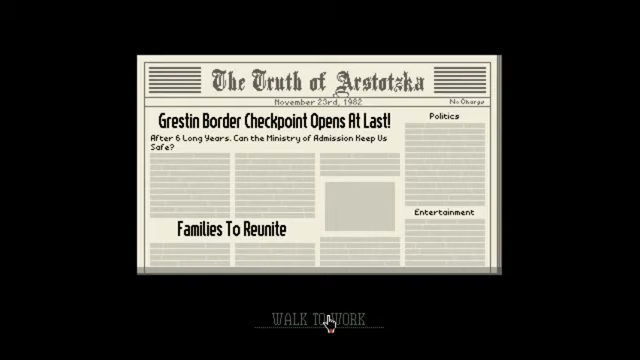 The Truth of Arstotzka
November 23rd, 1982
No Charge
Grestin Border Checkpoint Opens At Last!
After 6 Long Years. Can the Ministry of Admission Keep Us
Safe?
Politics
Families To Reunite
Entertainment
WALK TO WORK